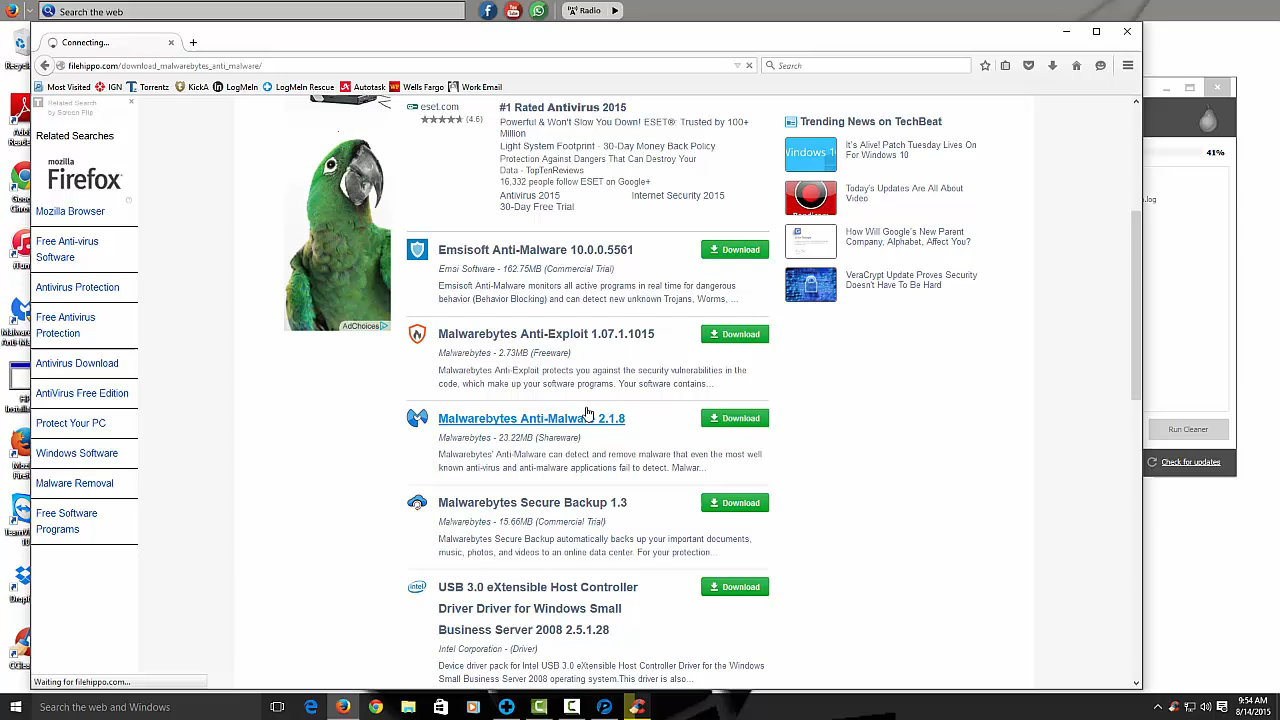 Search the web
Radio
Connecting...
filehippo.com/download_malwarebytes_anti_malware/
Search
Most Visited
IGN
Torrentz
KickA
LogMeIn
LogMeIn Rescue
Autotask
Wells Fargo
Work Email
Related Search
by Screen Flip
Related Searches
mozilla
Firefox
Mozilla Browser
Free Anti-virus
Software
Antivirus Protection
Free Antivirus
Protection
Antivirus Download
AntiVirus Free Edition
Protect Your PC
Windows Software
Malware Removal
Free Software
Programs
AdChoices
eset.com
(4.6)
#1 Rated Antivirus 2015
Powerful & Won't Slow You Down! ESET®: Trusted by 100+
Million
Light System Footprint - 30-Day Money Back Policy
Protection Against Dangers That Can Destroy Your
Data - TopTenReviews
16,332 people follow ESET on Google+
Antivirus 2015 Internet Security 2015
30-Day Free Trial
Emsisoft Anti-Malware 10.0.0.5561
Download
Emsi Software - 162.75MB (Commercial Trial)
Emsisoft Anti-Malware monitors all active programs in real time for dangerous
behavior (Behavior Blocking) and can detect new unknown Trojans, Worms, ...
Malwarebytes Anti-Exploit 1.07.1.1015
Download
Malwarebytes - 2.73MB (Freeware)
Malwarebytes Anti-Exploit protects you against the security vulnerabilities in the
code, which make up your software programs. Your software contains...
Malwarebytes Anti-Malware 2.1.8
Download
Malwarebytes - 23.22MB (Shareware)
Malwarebytes' Anti-Malware can detect and remove malware that even the most well
known anti-virus and anti-malware applications fail to detect. Malwar...
Malwarebytes Secure Backup 1.3
Download
Malwarebytes - 15.66MB (Commercial Trial)
Malwarebytes Secure Backup automatically backs up your important documents,
music, photos, and videos to an online data center. For your protection...
USB 3.0 eXtensible Host Controller
Driver Driver for Windows Small
Business Server 2008 2.5.1.28
Download
Intel Corporation - (Driver)
Device driver pack for Intel USB 3.0 eXtensible Host Controller Driver for the Windows
Small Business Server 2008 operating system.This driver is also...
Trending News on TechBeat
Windows 10
It's Alive! Patch Tuesday Lives On
For Windows 10
Today's Updates Are All About
Video
How Will Google's New Parent
Company, Alphabet, Affect You?
VeraCrypt Update Proves Security
Doesn't Have To Be Hard
41%
.log
Run Cleaner
Check for updates
Waiting for filehippo.com...
Search the web and Windows
9:54 AM
8/14/2015